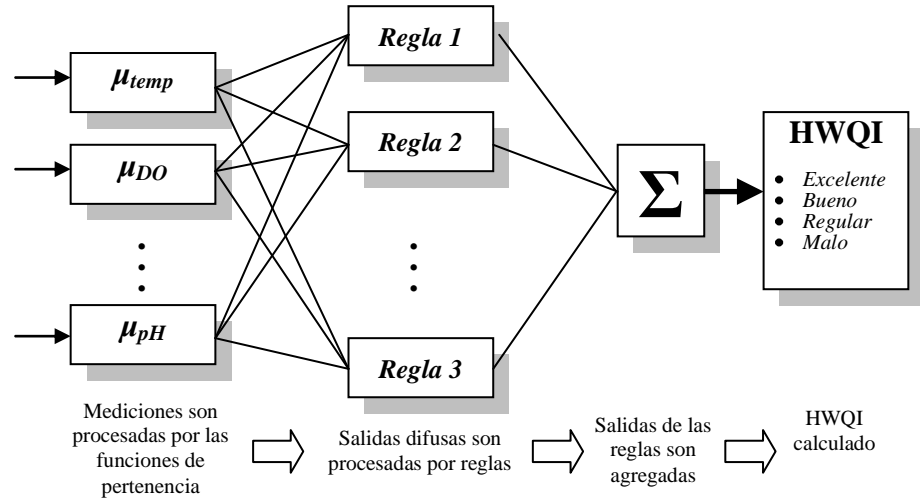 μtemp
μDO
μpH
Regla 1
Regla 2
Regla 3
Σ
HWQI
• Excelente
• Bueno
• Regular
• Malo
Mediciones son
procesadas por las
funciones de
pertenencia
Salidas difusas son
procesadas por reglas
Salidas de las
reglas son
agregadas
HWQI
calculado